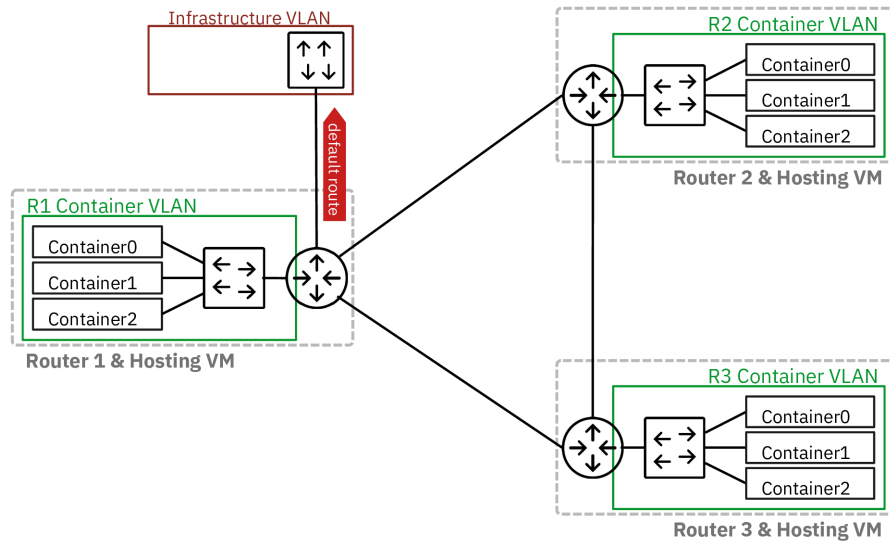 Infrastructure VLAN
default route
R1 Container VLAN
Container0
Container1
Container2
Router 1 & Hosting VM
R2 Container VLAN
Container0
Container1
Container2
Router 2 & Hosting VM
R3 Container VLAN
Container0
Container1
Container2
Router 3 & Hosting VM